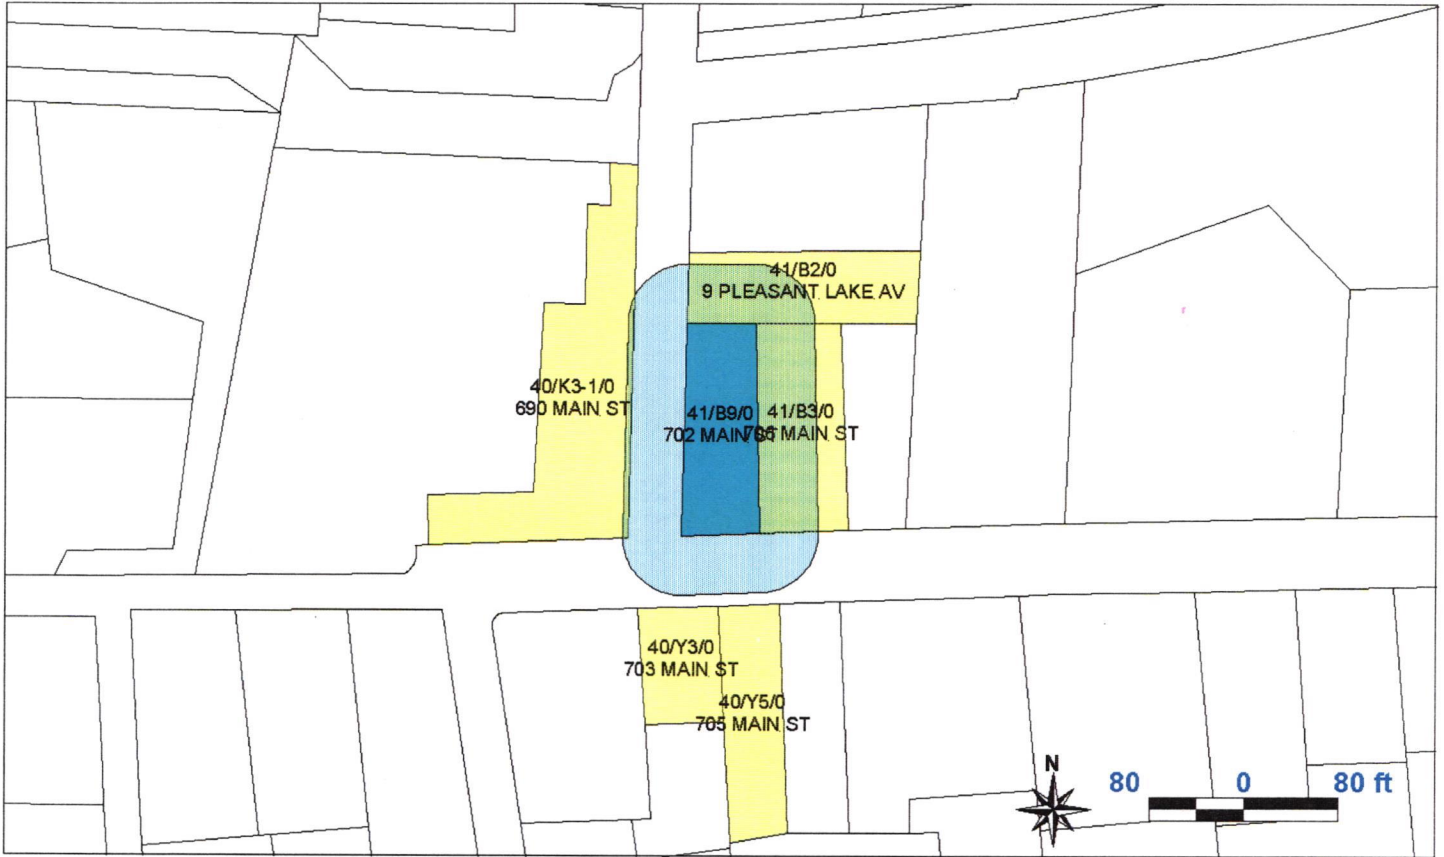 41/B2/0
9 PLEASANT LAKE AV
40/K3-1/0
690 MAIN ST
41/B9/0
702 MAIN ST
41/B3/0
706 MAIN ST
40/Y3/0
703 MAIN ST
40/Y5/0
705 MAIN ST
N
80 0 80 ft